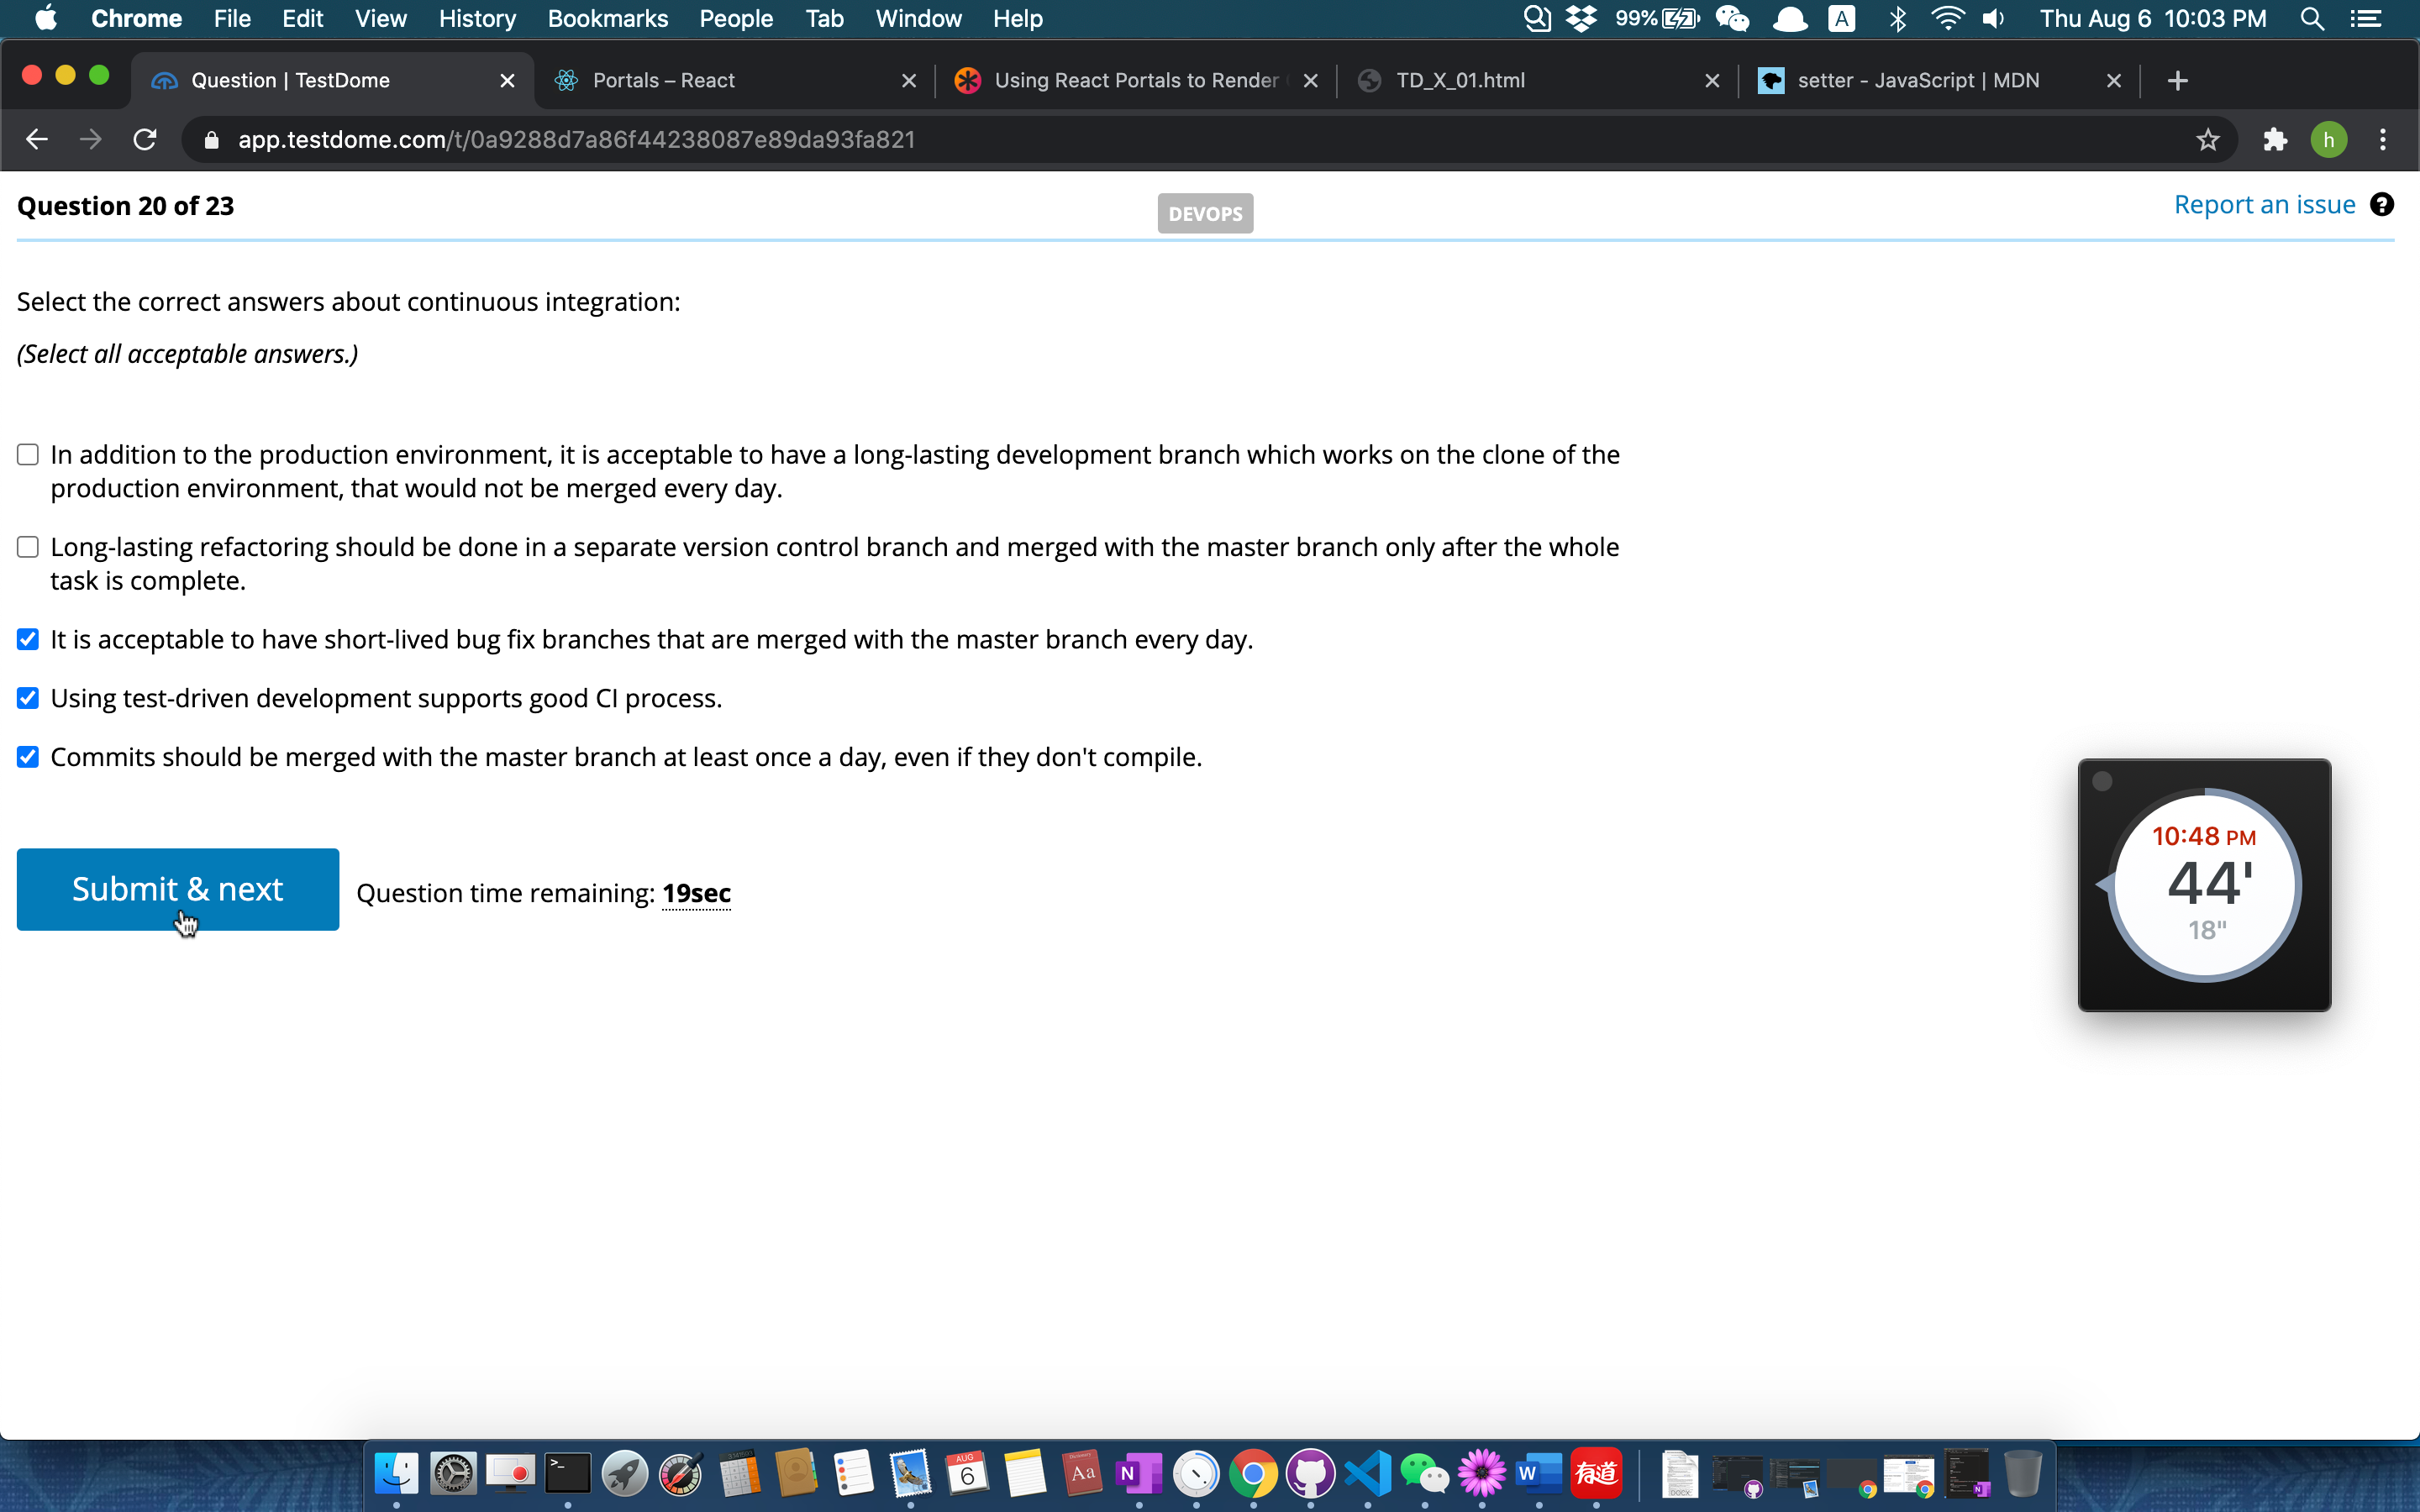 Chrome File Edit View History Bookmarks People Tab Window Help 99% A Thu Aug 6 10:03 PM
Question | TestDome Portals – React Using React Portals to Render TD_X_01.html setter - JavaScript | MDN
app.testdome.com/t/0a9288d7a86f44238087e89da93fa821 h
Question 20 of 23 DEVOPS Report an issue ?
Select the correct answers about continuous integration:
(Select all acceptable answers.)
In addition to the production environment, it is acceptable to have a long-lasting development branch which works on the clone of the
production environment, that would not be merged every day.
Long-lasting refactoring should be done in a separate version control branch and merged with the master branch only after the whole
task is complete.
It is acceptable to have short-lived bug fix branches that are merged with the master branch every day.
Using test-driven development supports good CI process.
Commits should be merged with the master branch at least once a day, even if they don't compile.
10:48 PM
44'
18"
Submit & next Question time remaining: 19sec
>_ AUG 6 Aa N W 有道 DOCX N